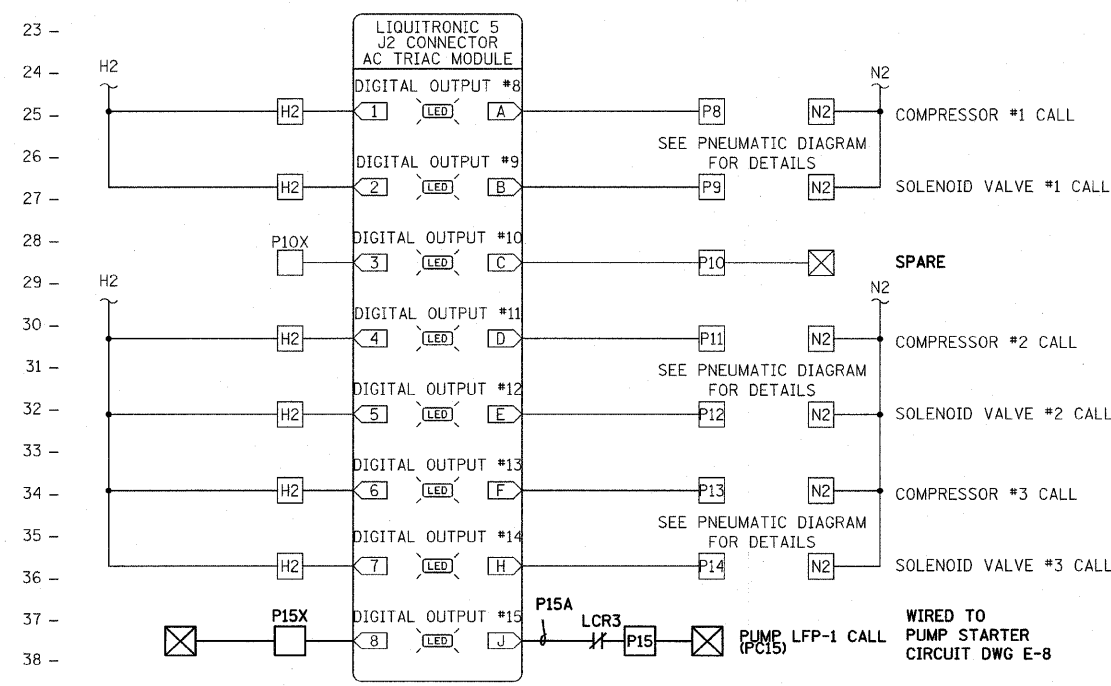 23 –
LIQUITRONIC 5
J2 CONNECTOR
AC TRIAC MODULE
24 –
H2
N2
DIGITAL OUTPUT #8
25 –
H2
1
LED
A
P8
N2
COMPRESSOR #1 CALL
SEE PNEUMATIC DIAGRAM
FOR DETAILS
26 –
DIGITAL OUTPUT #9
27 –
H2
2
LED
B
P9
N2
SOLENOID VALVE #1 CALL
28 –
P10X
DIGITAL OUTPUT #10
3
LED
C
P10
SPARE
29 –
H2
N2
30 –
DIGITAL OUTPUT #11
H2
4
LED
D
P11
N2
COMPRESSOR #2 CALL
31 –
SEE PNEUMATIC DIAGRAM
FOR DETAILS
DIGITAL OUTPUT #12
32 –
H2
5
LED
E
P12
N2
SOLENOID VALVE #2 CALL
33 –
DIGITAL OUTPUT #13
34 –
H2
6
LED
F
P13
N2
COMPRESSOR #3 CALL
SEE PNEUMATIC DIAGRAM
FOR DETAILS
35 –
DIGITAL OUTPUT #14
36 –
H2
7
LED
H
P14
N2
SOLENOID VALVE #3 CALL
37 –
P15X
DIGITAL OUTPUT #15
P15A
LCR3
8
LED
J
P15
PUMP LFP-1 CALL
(PC15)
WIRED TO
PUMP STARTER
CIRCUIT DWG E-8
38 –